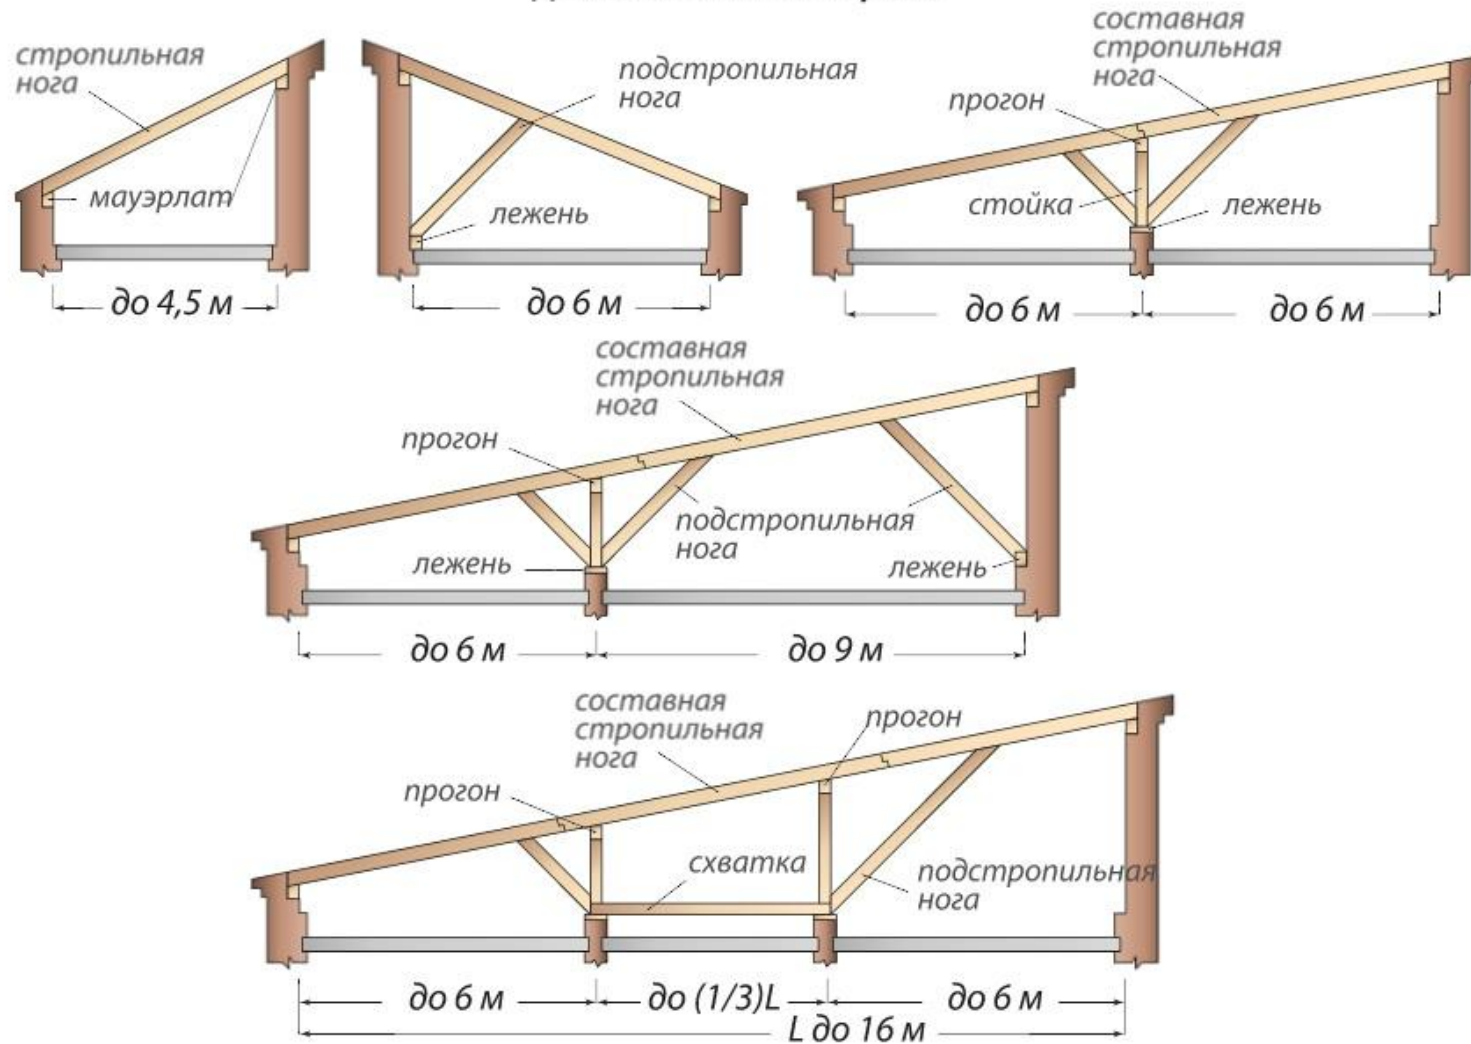 стропильная
нога
мауэрлат
до 4,5 м
подстропильная
нога
лежень
до 6 м
составная
стропильная
нога
прогон
стойка
лежень
до 6 м
до 6 м
составная
стропильная
нога
прогон
подстропильная
нога
лежень
лежень
до 6 м
до 9 м
составная
стропильная
нога
прогон
прогон
схватка
подстропильная
нога
до 6 м
до (1/3)L
до 6 м
L до 16 м